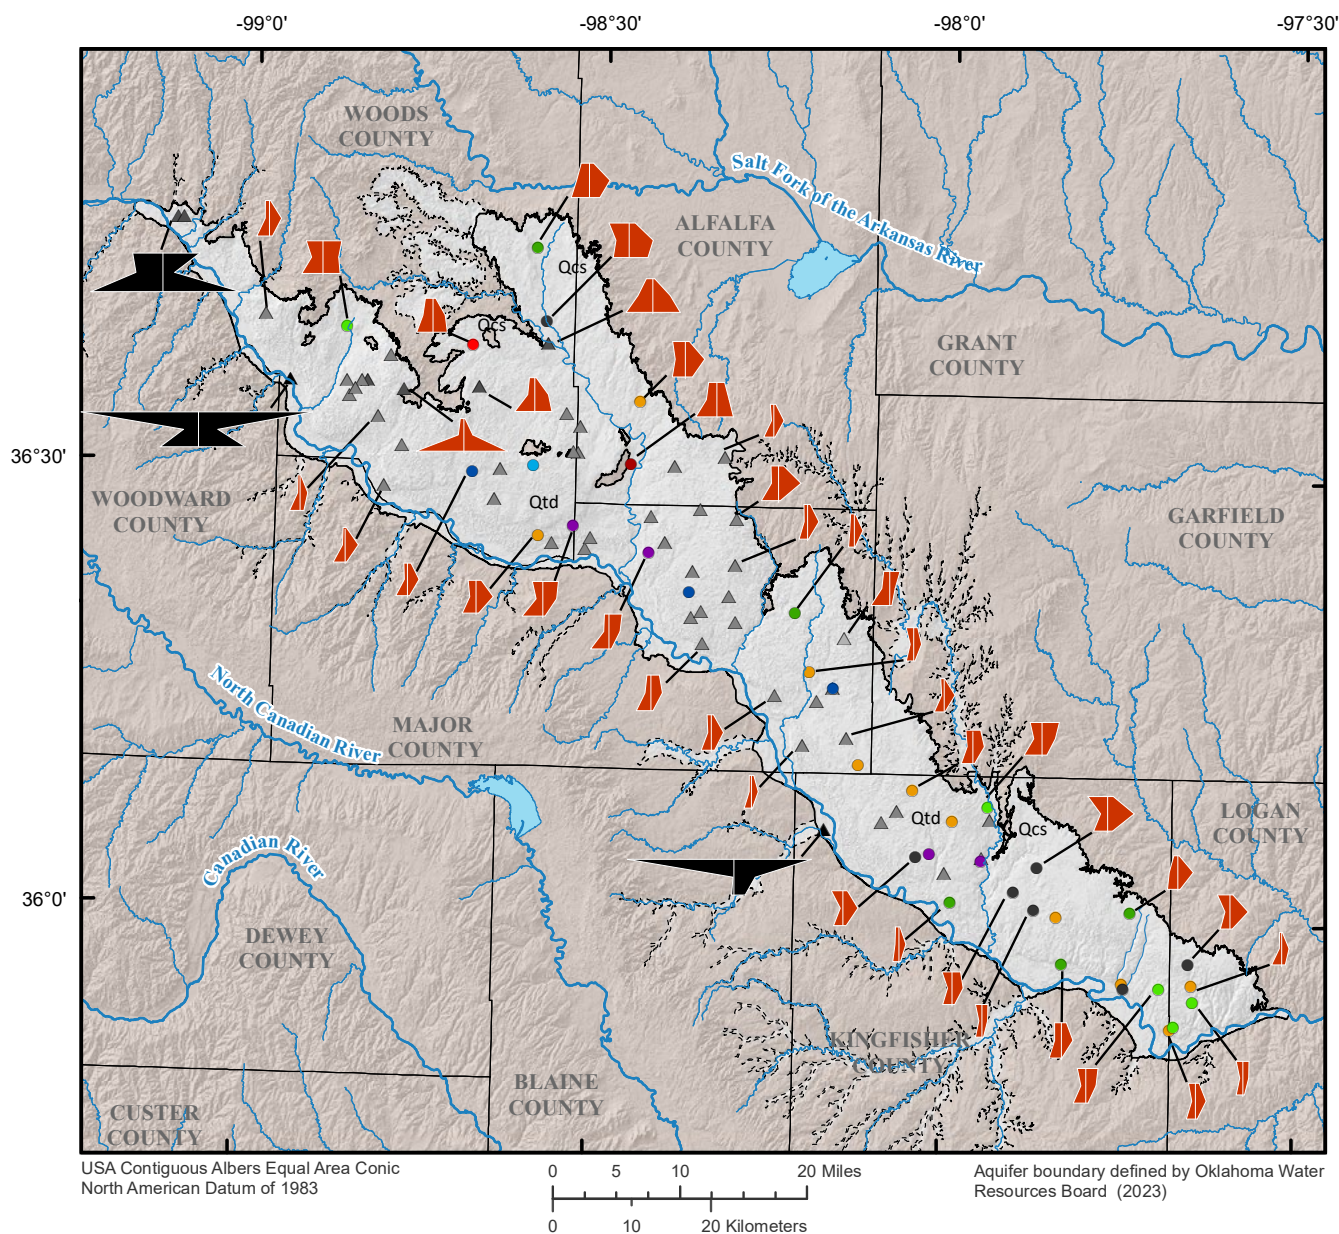 -99°0'
-98°30'
-98°0'
-97°30'
WOODS
COUNTY
Salt Fork of the Arkansas River
ALFALFA
COUNTY
Qcs
Qcs
GRANT
COUNTY
36°30'
WOODWARD
COUNTY
Qtd
GARFIELD
COUNTY
North Canadian River
MAJOR
COUNTY
Qtd
Qcs
LOGAN
COUNTY
Canadian River
36°0'
DEWEY
COUNTY
KINGFISHER
COUNTY
BLAINE
COUNTY
CUSTER
COUNTY
USA Contiguous Albers Equal Area Conic
North American Datum of 1983
0 5 10 20 Miles
0 10 20 Kilometers
Aquifer boundary defined by Oklahoma Water
Resources Board (2023)